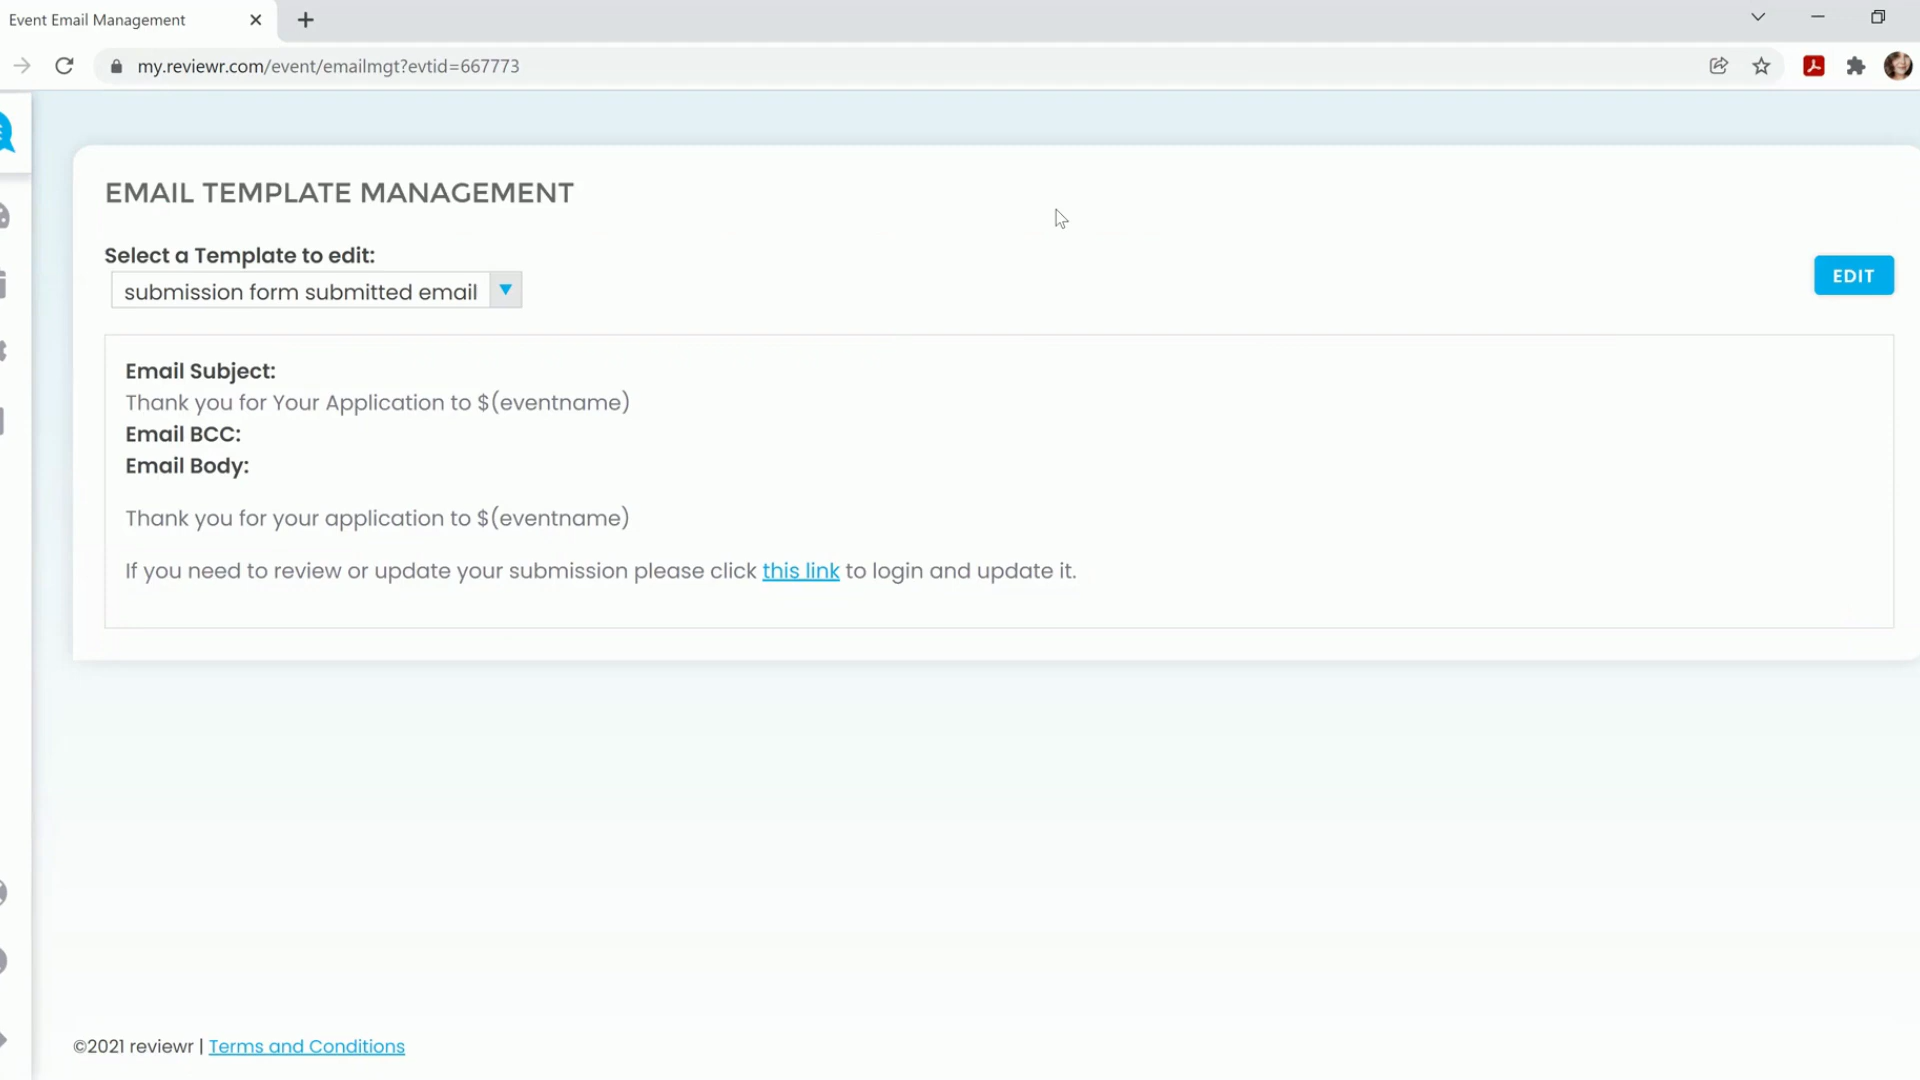 Event Email Management
my.reviewr.com/event/emailmgt?evtid=667773
EMAIL TEMPLATE MANAGEMENT
Select a Template to edit:
submission form submitted email
EDIT
Email Subject:
Thank you for Your Application to $(eventname)
Email BCC:
Email Body:
Thank you for your application to $(eventname)
If you need to review or update your submission please click this link to login and update it.
©2021 reviewr | Terms and Conditions